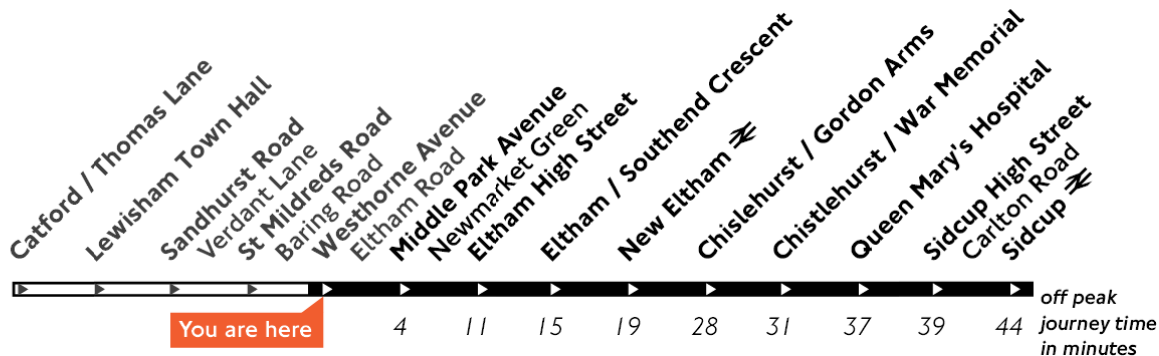 Catford / Thomas Lane
Lewisham Town Hall
Sandhurst Road
Verdant Lane
St Mildreds Road
Baring Road
Westhorne Avenue
Eltham Road
Middle Park Avenue
Newmarket Green
Eltham High Street
Eltham / Southend Crescent
New Eltham
Chislehurst / Gordon Arms
Chistlehurst / War Memorial
Queen Mary's Hospital
Sidcup High Street
Carlton Road
Sidcup
You are here
4 11 15 19 28 31 37 39 44
off peak
journey time
in minutes